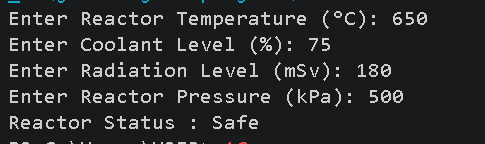 Enter Reactor Temperature (°C): 650
Enter Coolant Level (%): 75
Enter Radiation Level (mSv): 180
Enter Reactor Pressure (kPa): 500
Reactor Status : Safe